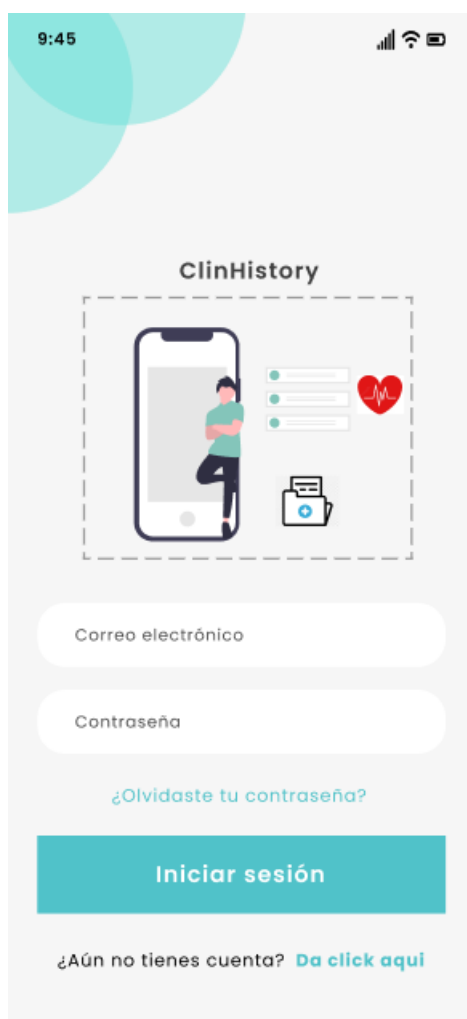 9:45
ClinHistory
Correo electrónico
Contraseña
¿Olvidaste tu contraseña?
Iniciar sesión
¿Aún no tienes cuenta? Da click aqui